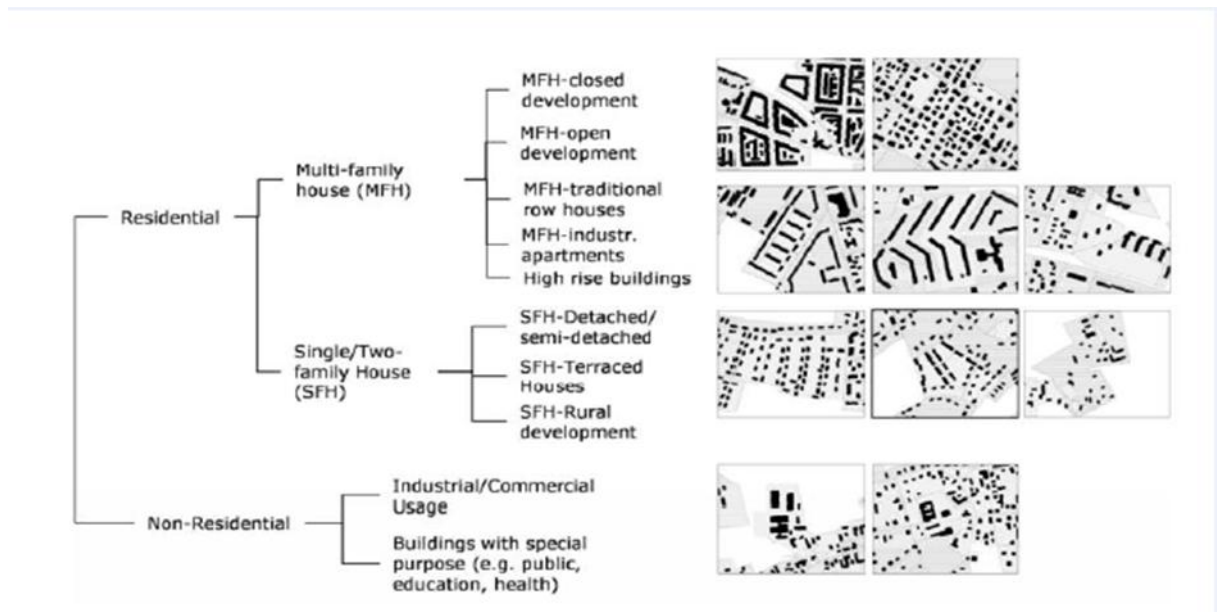 MFH-closed
development
MFH-open
development
Multi-family
house (MFH)
MFH-traditional
row houses
Residential
MFH-industr.
apartments
High rise buildings
SFH-Detached/
semi-detached
Single/Two-
family House
(SFH)
SFH-Terraced
Houses
SFH-Rural
development
Industrial/Commercial
Usage
Non-Residential
Buildings with special
purpose (e.g. public,
education, health)